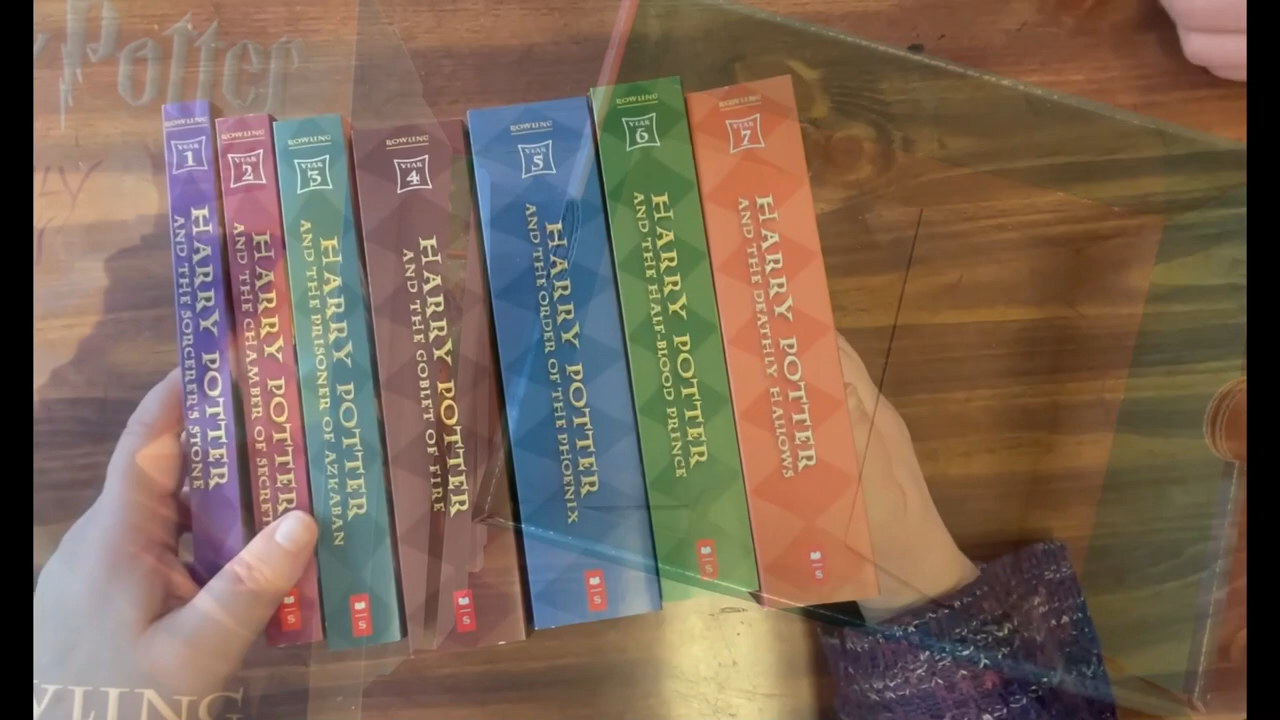 Potter
ROWLING
YEAR
1
HARRY POTTER
AND THE SORCERER'S STONE
ROWLING
YEAR
2
HARRY POTTER
AND THE CHAMBER OF SECRET
S
ROWLING
YEAR
3
HARRY POTTER
AND THE PRISONER OF AZKABAN
S
ROWLING
YEAR
4
HARRY POTTER
AND THE GOBLET OF FIRE
S
ROWLING
YEAR
5
HARRY POTTER
AND THE ORDER OF THE PHOENIX
S
ROWLING
YEAR
6
HARRY POTTER
AND THE HALF-BLOOD PRINCE
S
ROWLING
YEAR
7
HARRY POTTER
AND THE DEATHLY HALLOWS
S
LY
WLING